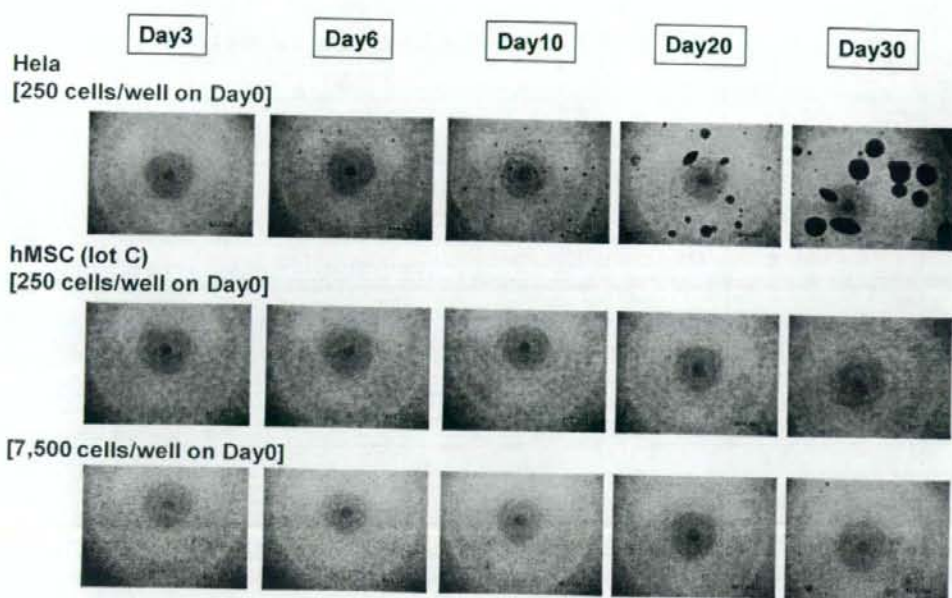 Day3 Day6 Day10 Day20 Day30
Hela
[250 cells/well on Day0]
hMSC (lot C)
[250 cells/well on Day0]
[7,500 cells/well on Day0]